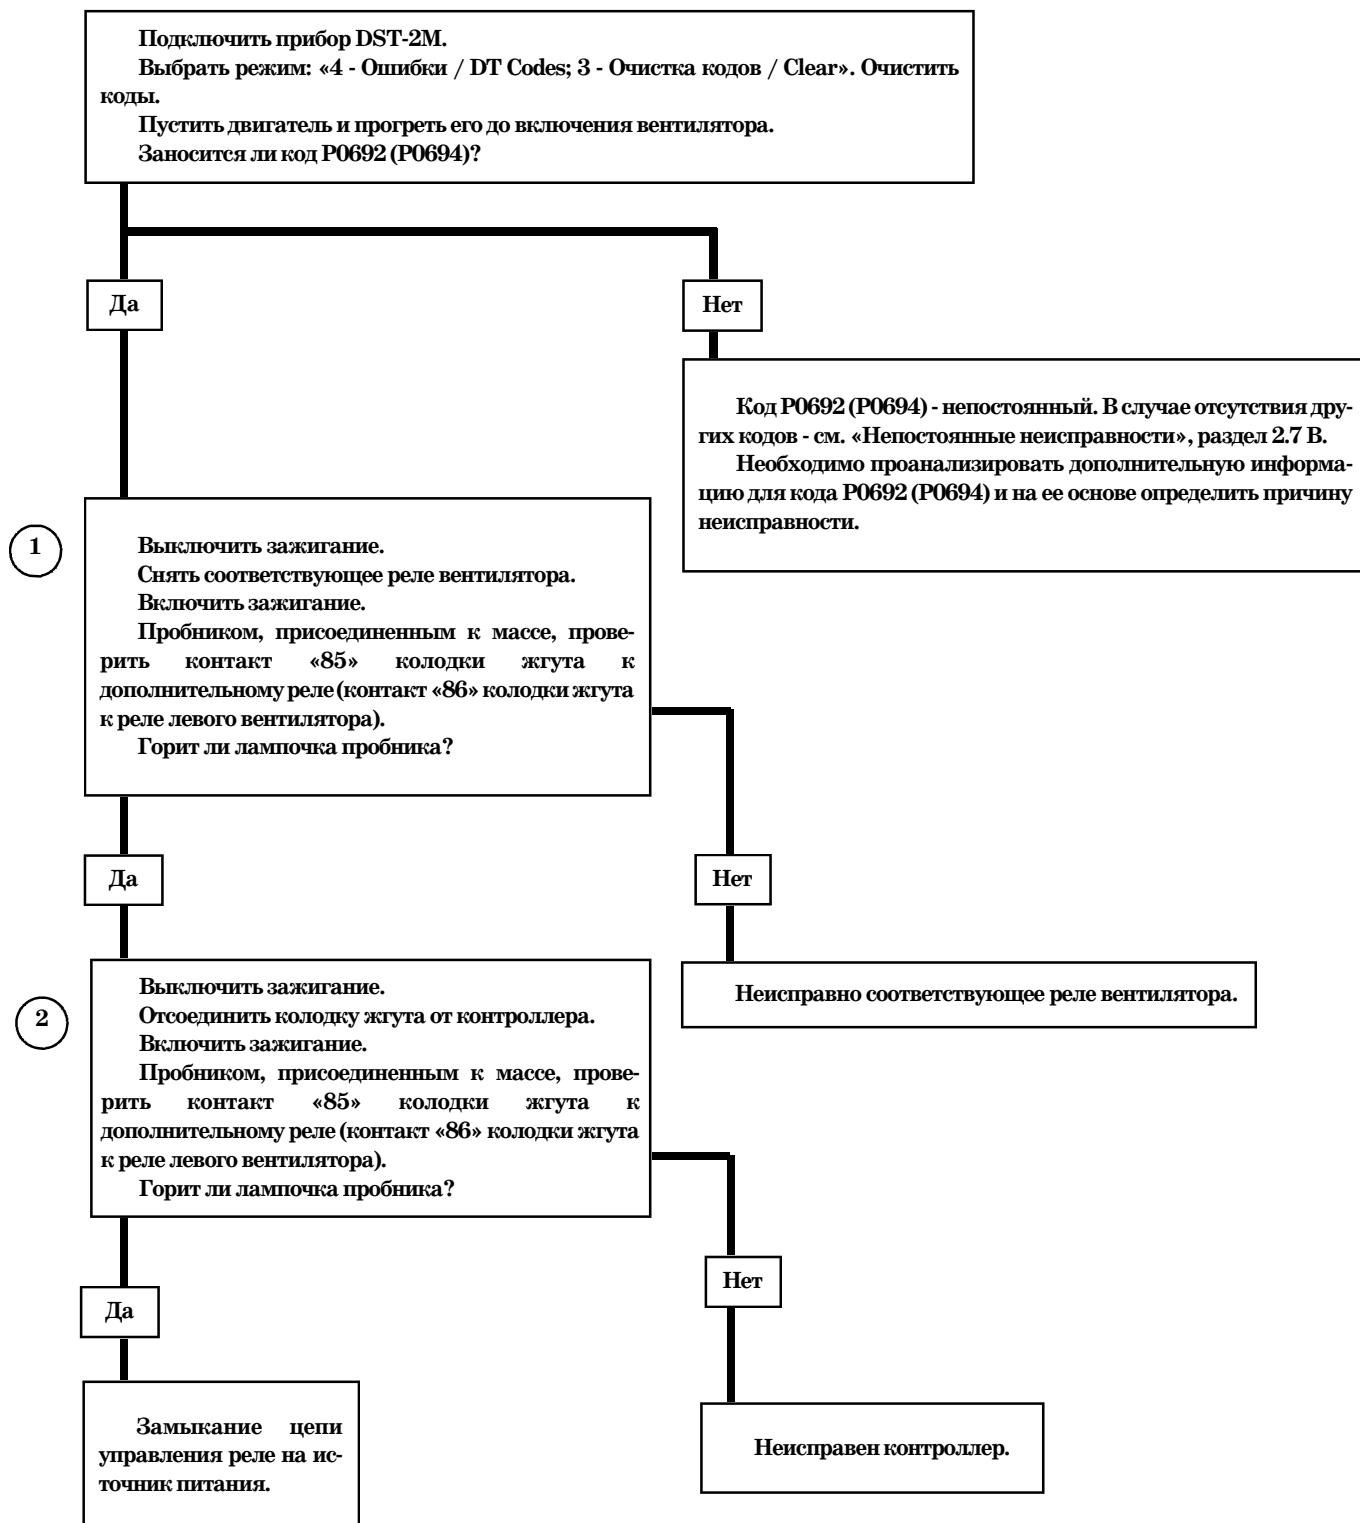 Подключить прибор DST-2M.
Выбрать режим: «4 - Ошибки / DT Codes; 3 - Очистка кодов / Clear». Очистить
коды.
Пустить двигатель и прогреть его до включения вентилятора.
Заносится ли код P0692 (P0694)?
Да
Нет
Код P0692 (P0694) - непостоянный. В случае отсутствия дру-
гих кодов - см. «Непостоянные неисправности», раздел 2.7 В.
Необходимо проанализировать дополнительную информа-
цию для кода P0692 (P0694) и на ее основе определить причину
неисправности.
1
Выключить зажигание.
Снять соответствующее реле вентилятора.
Включить зажигание.
Пробником, присоединенным к массе, прове-
рить контакт «85» колодки жгута к
дополнительному реле (контакт «86» колодки жгута
к реле левого вентилятора).
Горит ли лампочка пробника?
Да
Нет
Неисправно соответствующее реле вентилятора.
2
Выключить зажигание.
Отсоединить колодку жгута от контроллера.
Включить зажигание.
Пробником, присоединенным к массе, прове-
рить контакт «85» колодки жгута к
дополнительному реле (контакт «86» колодки жгута
к реле левого вентилятора).
Горит ли лампочка пробника?
Да
Нет
Замыкание цепи
управления реле на ис-
точник питания.
Неисправен контроллер.